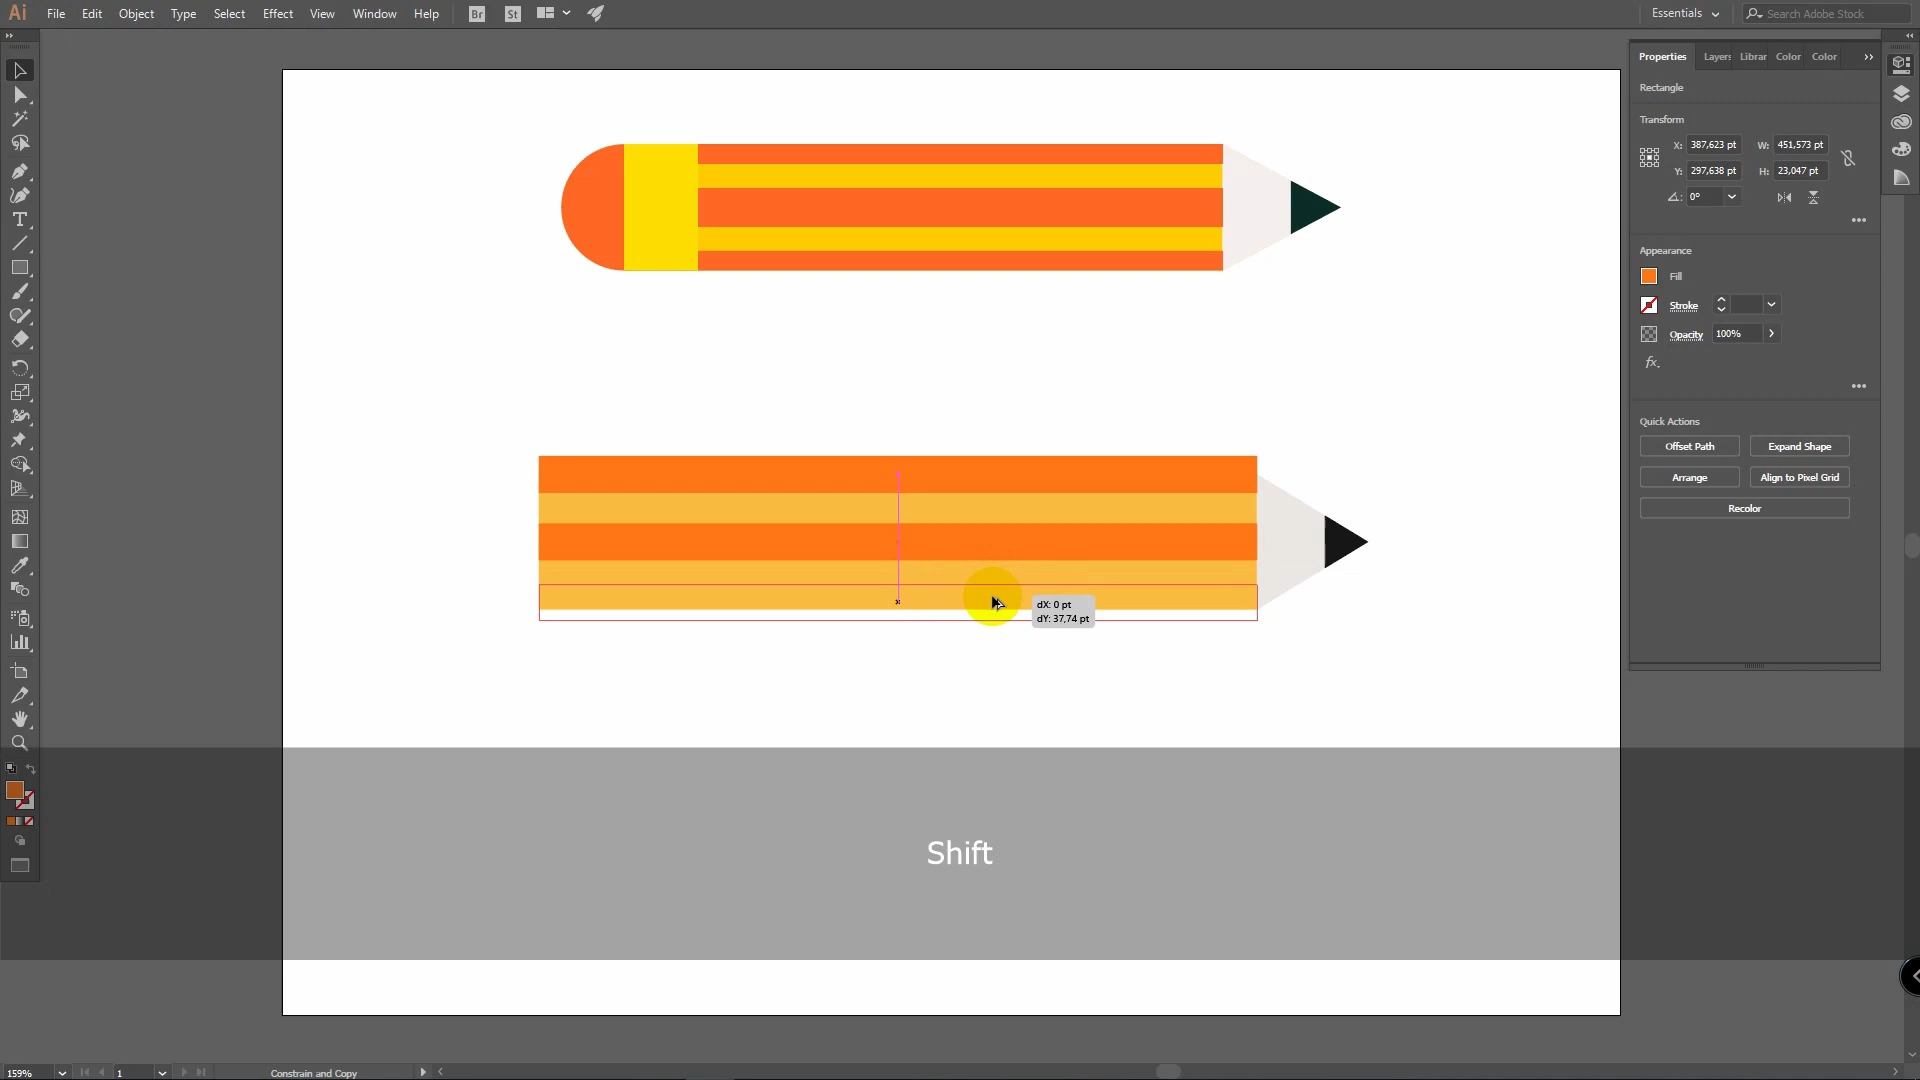 Ai File Edit Object Type Select Effect View Window Help Br St Essentials Search Adobe Stock
Properties Layers Librar Color Color
Rectangle
Transform
X: 387,623 pt W: 451,573 pt
Y: 297,638 pt H: 23,047 pt
0°
Appearance
Fill
Stroke
Opacity 100%
fx.
Quick Actions
Offset Path Expand Shape
Arrange Align to Pixel Grid
Recolor
dX: 0 pt
dY: 37,74 pt
Shift
159% 1 Constrain and Copy